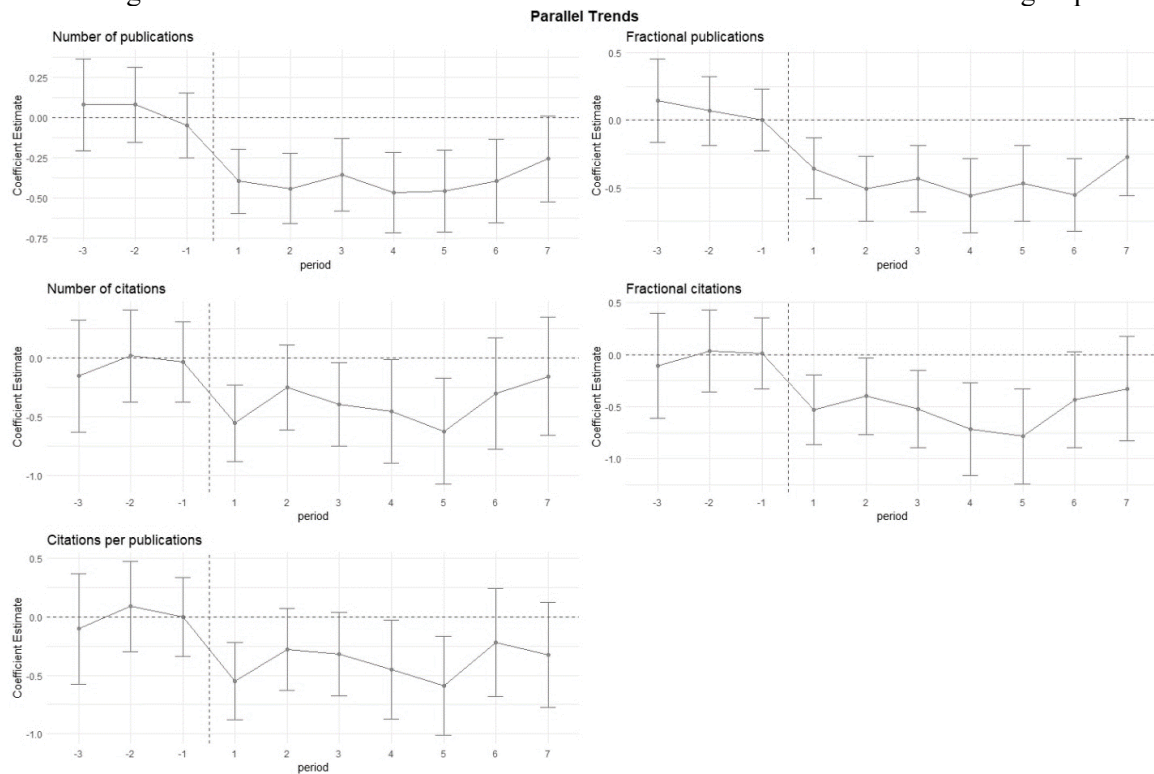 Parallel Trends
Number of publications
Coefficient Estimate
0.25
0.00
-0.25
-0.50
-0.75
-3 -2 -1 1 2 3 4 5 6 7
period
Fractional publications
Coefficient Estimate
0.5
0.0
-0.5
-3 -2 -1 1 2 3 4 5 6 7
period
Number of citations
Coefficient Estimate
0.0
-0.5
-1.0
-3 -2 -1 1 2 3 4 5 6 7
period
Fractional citations
Coefficient Estimate
0.5
0.0
-0.5
-1.0
-3 -2 -1 1 2 3 4 5 6 7
period
Citations per publications
Coefficient Estimate
0.5
0.0
-0.5
-1.0
-3 -2 -1 1 2 3 4 5 6 7
period